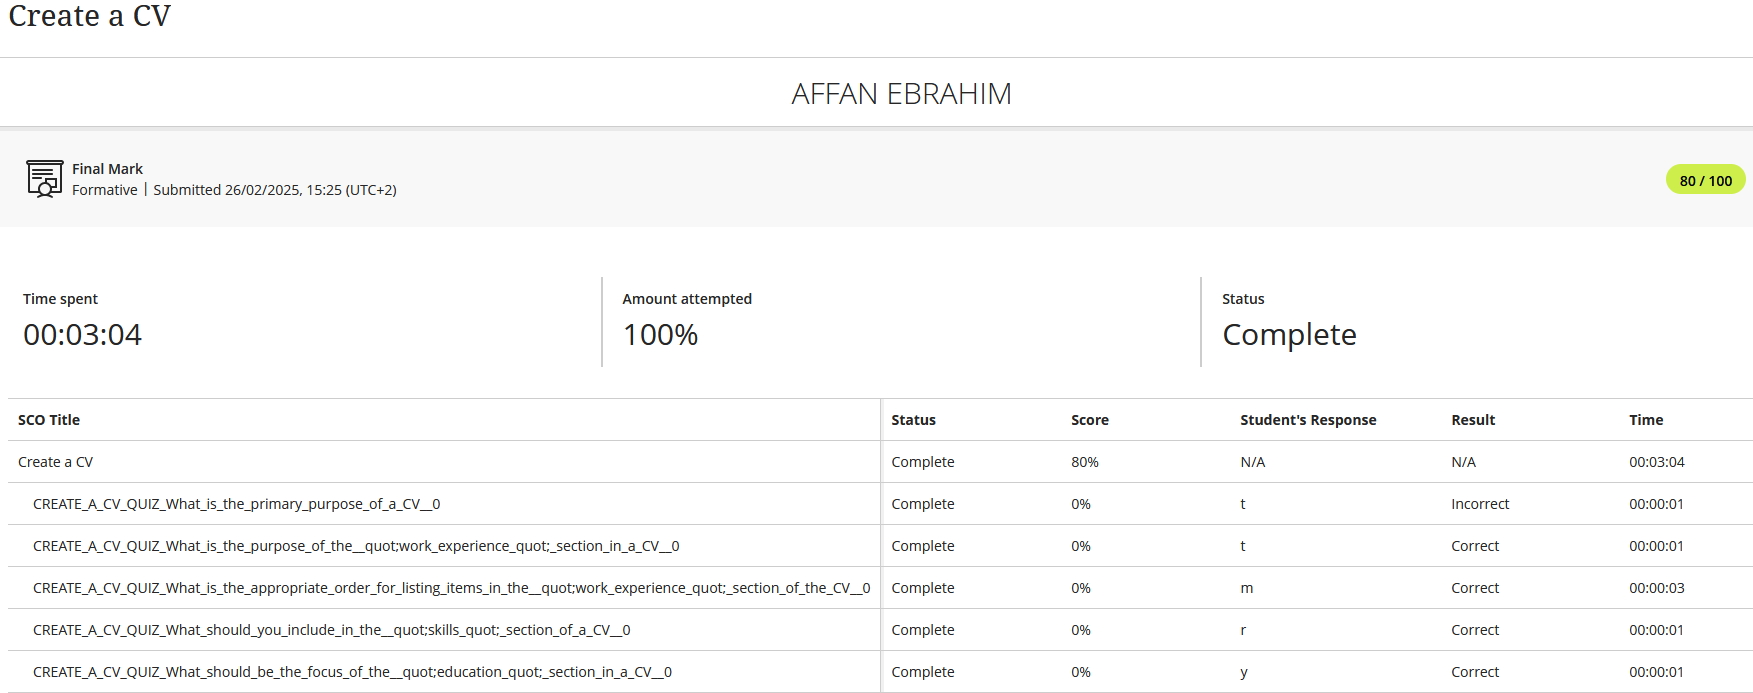 Create a CV
AFFAN EBRAHIM
Final Mark
Formative | Submitted 26/02/2025, 15:25 (UTC+2)
80 / 100
Time spent
00:03:04
Amount attempted
100%
Status
Complete
SCO Title Status Score Student's Response Result Time
Create a CV Complete 80% N/A N/A 00:03:04
CREATE_A_CV_QUIZ_What_is_the_primary_purpose_of_a_CV__0 Complete 0% t Incorrect 00:00:01
CREATE_A_CV_QUIZ_What_is_the_purpose_of_the__quot;work_experience_quot;_section_in_a_CV__0 Complete 0% t Correct 00:00:01
CREATE_A_CV_QUIZ_What_is_the_appropriate_order_for_listing_items_in_the__quot;work_experience_quot;_section_of_the_CV__0 Complete 0% m Correct 00:00:03
CREATE_A_CV_QUIZ_What_should_you_include_in_the__quot;skills_quot;_section_of_a_CV__0 Complete 0% r Correct 00:00:01
CREATE_A_CV_QUIZ_What_should_be_the_focus_of_the__quot;education_quot;_section_in_a_CV__0 Complete 0% y Correct 00:00:01